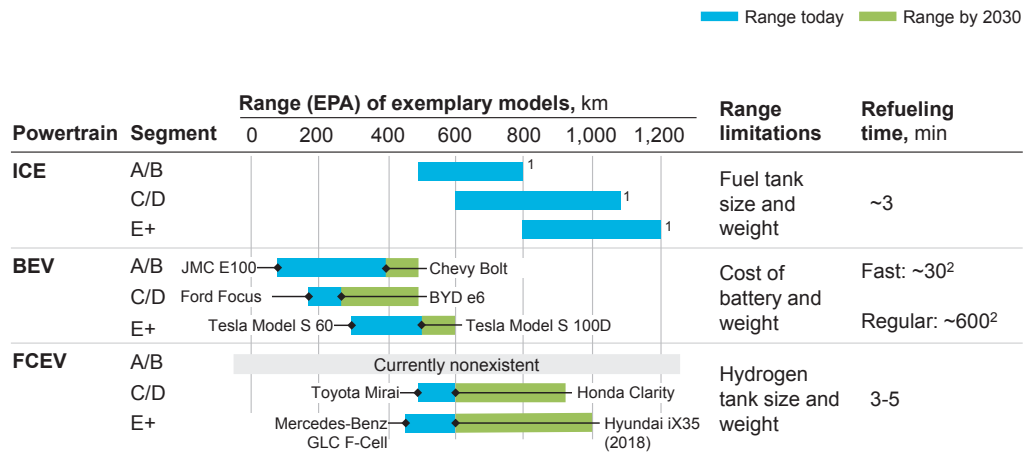 Range today Range by 2030
Range (EPA) of exemplary models, km Range limitations Refueling time, min
Powertrain Segment 0 200 400 600 800 1,000 1,200
ICE A/B 1
Fuel tank size and weight
C/D 1 ~3
E+ 1
BEV A/B JMC E100 Chevy Bolt Fast: ~30²
Cost of battery and weight
C/D Ford Focus BYD e6
E+ Tesla Model S 60 Tesla Model S 100D Regular: ~600²
FCEV A/B Currently nonexistent
Hydrogen tank size and weight
C/D Toyota Mirai Honda Clarity 3-5
E+ Mercedes-Benz Hyundai iX35
GLC F-Cell (2018)